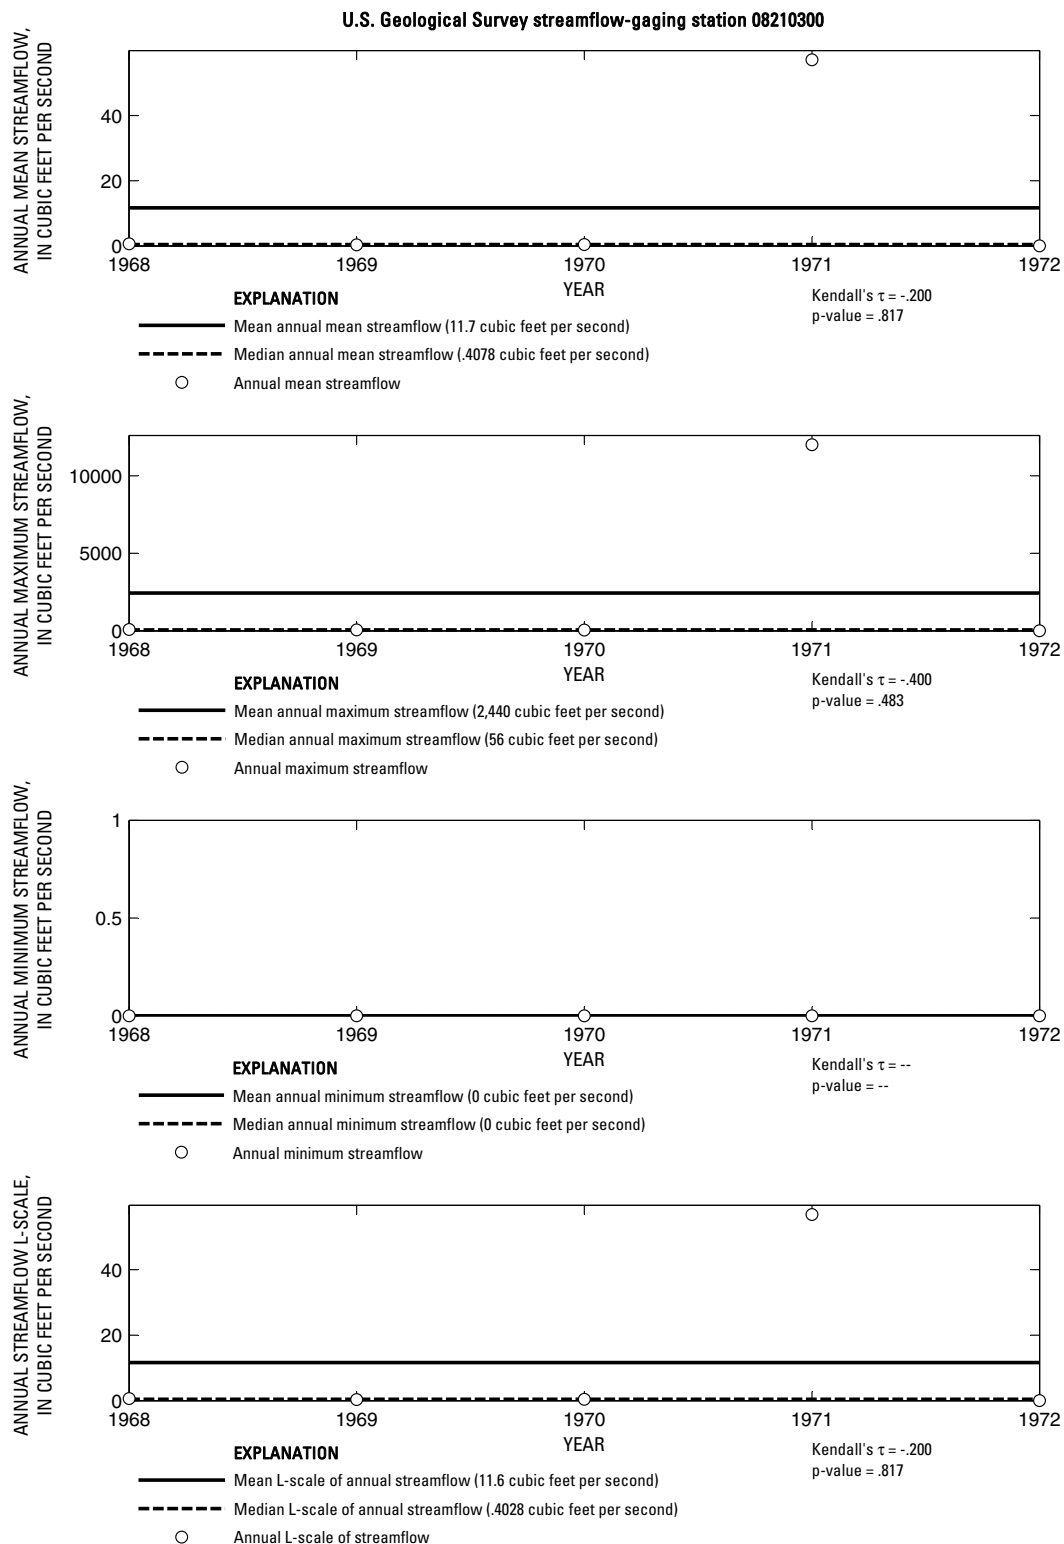 U.S. Geological Survey streamflow-gaging station 08210300
ANNUAL MEAN STREAMFLOW,
IN CUBIC FEET PER SECOND
40
20
0
1968 1969 1970 1971 1972
YEAR
Kendall's τ = -.200
p-value = .817
EXPLANATION
Mean annual mean streamflow (11.7 cubic feet per second)
Median annual mean streamflow (.4078 cubic feet per second)
Annual mean streamflow
ANNUAL MAXIMUM STREAMFLOW,
IN CUBIC FEET PER SECOND
10000
5000
0
1968 1969 1970 1971 1972
YEAR
Kendall's τ = -.400
p-value = .483
EXPLANATION
Mean annual maximum streamflow (2,440 cubic feet per second)
Median annual maximum streamflow (56 cubic feet per second)
Annual maximum streamflow
ANNUAL MINIMUM STREAMFLOW,
IN CUBIC FEET PER SECOND
1
0.5
0
1968 1969 1970 1971 1972
YEAR
Kendall's τ = --
p-value = --
EXPLANATION
Mean annual minimum streamflow (0 cubic feet per second)
Median annual minimum streamflow (0 cubic feet per second)
Annual minimum streamflow
ANNUAL STREAMFLOW L-SCALE,
IN CUBIC FEET PER SECOND
40
20
0
1968 1969 1970 1971 1972
YEAR
Kendall's τ = -.200
p-value = .817
EXPLANATION
Mean L-scale of annual streamflow (11.6 cubic feet per second)
Median L-scale of annual streamflow (.4028 cubic feet per second)
Annual L-scale of streamflow